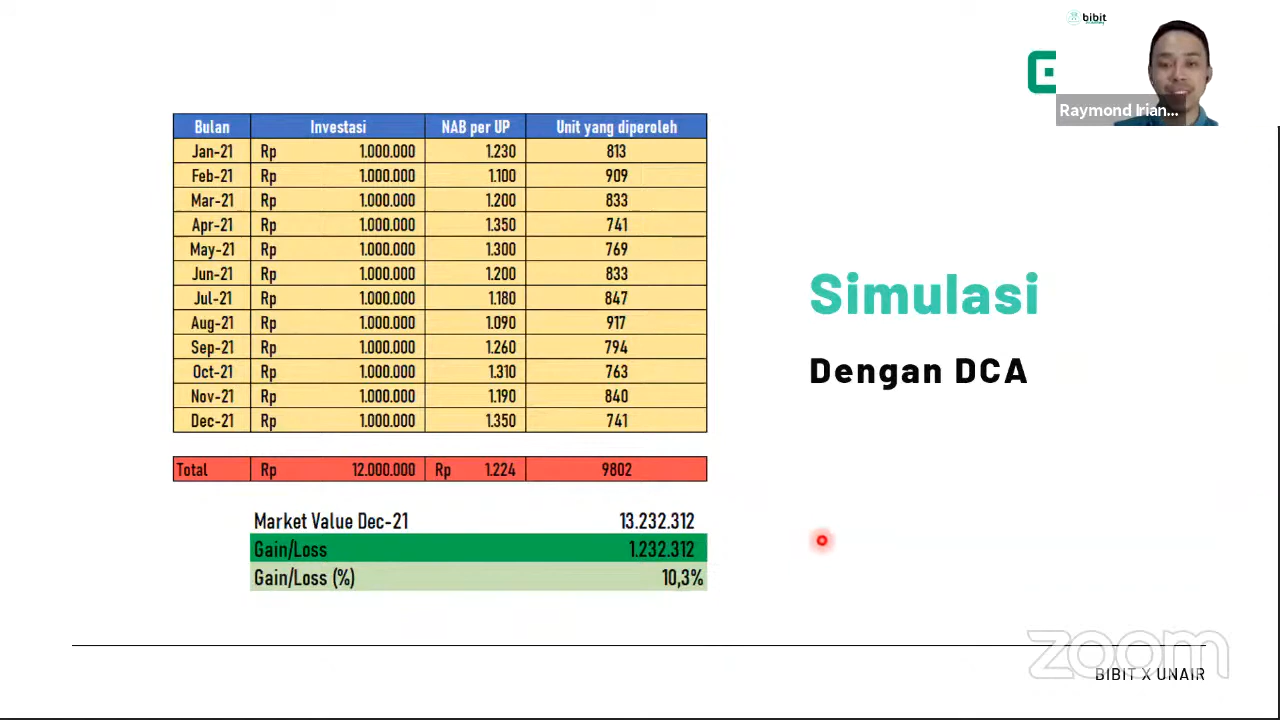 bibit
Raymond Irian...
Bulan Investasi NAB per UP Unit yang diperoleh
Jan-21 Rp 1.000.000 1.230 813
Feb-21 Rp 1.000.000 1.100 909
Mar-21 Rp 1.000.000 1.200 833
Apr-21 Rp 1.000.000 1.350 741
May-21 Rp 1.000.000 1.300 769
Jun-21 Rp 1.000.000 1.200 833
Jul-21 Rp 1.000.000 1.180 847
Aug-21 Rp 1.000.000 1.090 917
Sep-21 Rp 1.000.000 1.260 794
Oct-21 Rp 1.000.000 1.310 763
Nov-21 Rp 1.000.000 1.190 840
Dec-21 Rp 1.000.000 1.350 741
Total Rp 12.000.000 Rp 1.224 9802
Market Value Dec-21 13.232.312
Gain/Loss 1.232.312
Gain/Loss (%) 10,3%
Simulasi
Dengan DCA
zoom
BIBIT X UNAIR